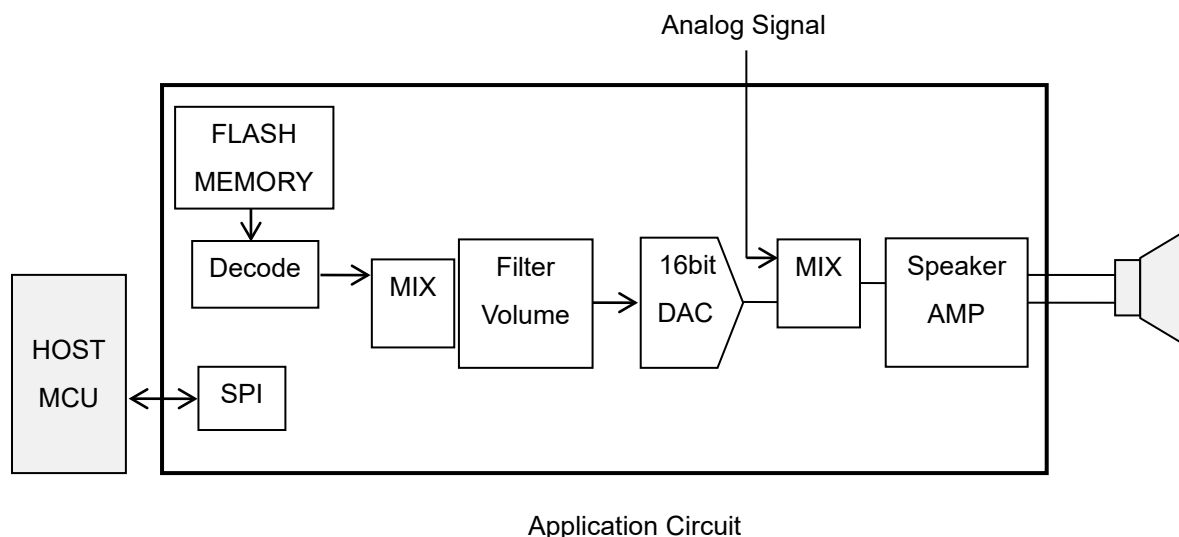 Analog Signal
FLASH
MEMORY
Decode
MIX
Filter
Volume
16bit
DAC
MIX
Speaker
AMP
HOST
MCU
SPI
Application Circuit